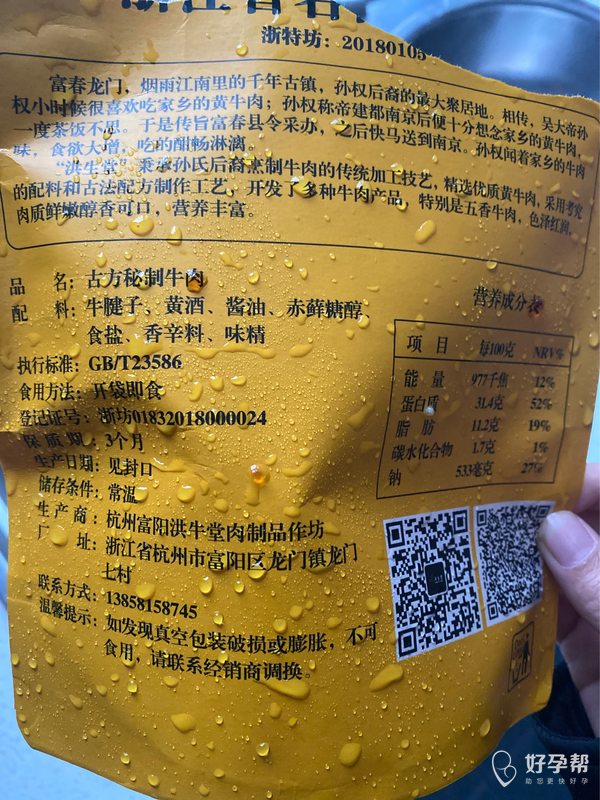 浙江省名
浙特坊：20180105
富春龙门，烟雨江南里的千年古镇，孙权后裔的最大聚居地。相传，吴大帝孙
权小时候很喜欢吃家乡的黄牛肉；孙权称帝建都南京后便十分想念家乡的黄牛肉，
一度茶饭不思。于是传旨富春县令采办，之后快马送到南京。孙权闻着家乡的牛肉
味，食欲大增，吃的酣畅淋漓。
“洪生堂”秉承孙氏后裔烹制牛肉的传统加工技艺，精选优质黄牛肉，采用考究
的配料和古法配方制作工艺，开发了多种牛肉产品，特别是五香牛肉，色泽红润，
肉质鲜嫩醇香可口，营养丰富。
品 名：古方秘制牛肉
配 料：牛腱子、黄酒、酱油、赤藓糖醇、
食盐、香辛料、味精
执行标准：GB/T23586
食用方法：开袋即食
登记证号：浙坊01832018000024
保质期：3个月
生产日期：见封口
储存条件：常温
生产商：杭州富阳洪牛堂肉制品作坊
厂 址：浙江省杭州市富阳区龙门镇龙门
七村
联系方式：13858158745
温馨提示：如发现真空包装破损或膨胀，不可
食用，请联系经销商调换。
营养成分表
项 目 每100克 NRV%
能 量 977千焦 12%
蛋白质 31.4克 52%
脂 肪 11.2克 19%
碳水化合物 1.7克 1%
钠 533毫克 27%
好孕帮
助您更快好孕